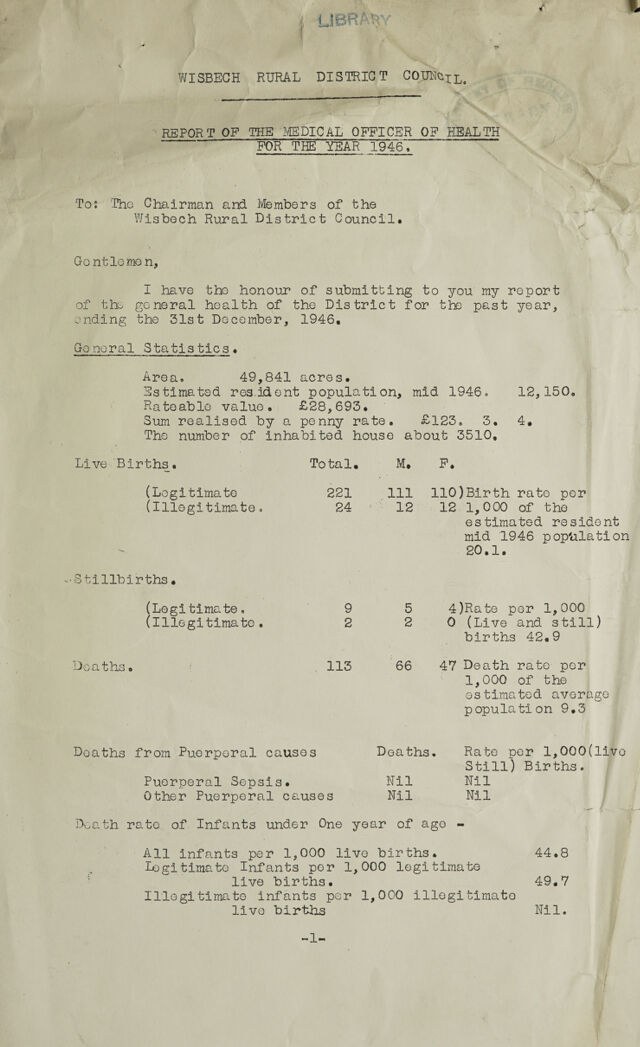 LIBRARY
WISBECH RURAL DISTRICT COUNCIL.
REPORT OF THE MEDICAL OFFICER OF HEALTH
FOR THE YEAR 1946.
To: The Chairman and Members of the
Wisbech Rural District Council.
Gentlemen,
I have the honour of submitting to you my report
of the general health of the District for the past year,
ending the 31st December, 1946.
General Statistics.
Area. 49,841 acres.
Estimated resident population, mid 1946. 12,150.
Rateable value. £28,693.
Sum realised by a penny rate. £123. 3. 4.
The number of inhabited house about 3510.
Live Births. Total. M. F.
(Legitimate 221 111 110)Birth rate per
(Illegitimate. 24 12 12 1,000 of the
estimated resident
mid 1946 population
20.1.
Stillbirths.
(Legitimate. 9 5 4)Rate per 1,000
(Illegitimate. 2 2 0 (Live and still)
births 42.9
Deaths. 113 66 47 Death rate per
1,000 of the
estimated average
population 9.3
Deaths from Puerperal causes Deaths. Rate per 1,000(live
Still) Births.
Puerperal Sepsis. Nil Nil
Other Puerperal causes Nil Nil
Death rate of Infants under One year of age -
All infants per 1,000 live births. 44.8
Legitimate Infants per 1,000 legitimate
live births. 49.7
Illegitimate infants per 1,000 illegitimate
live births Nil.
-1-